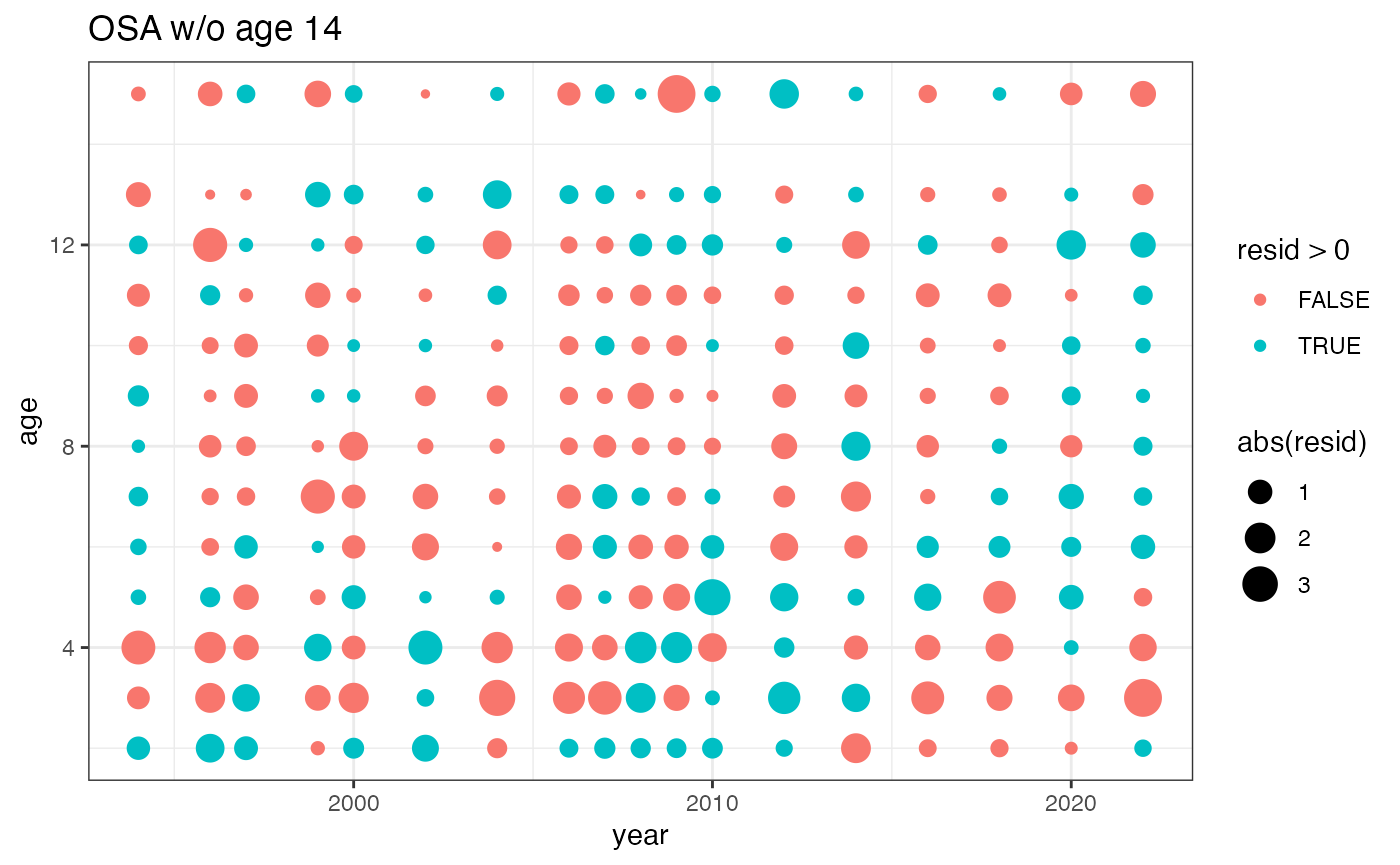 OSA w/o age 14
12
8
4
age
2000
2010
2020
year
resid > 0
FALSE
TRUE
abs(resid)
1
2
3